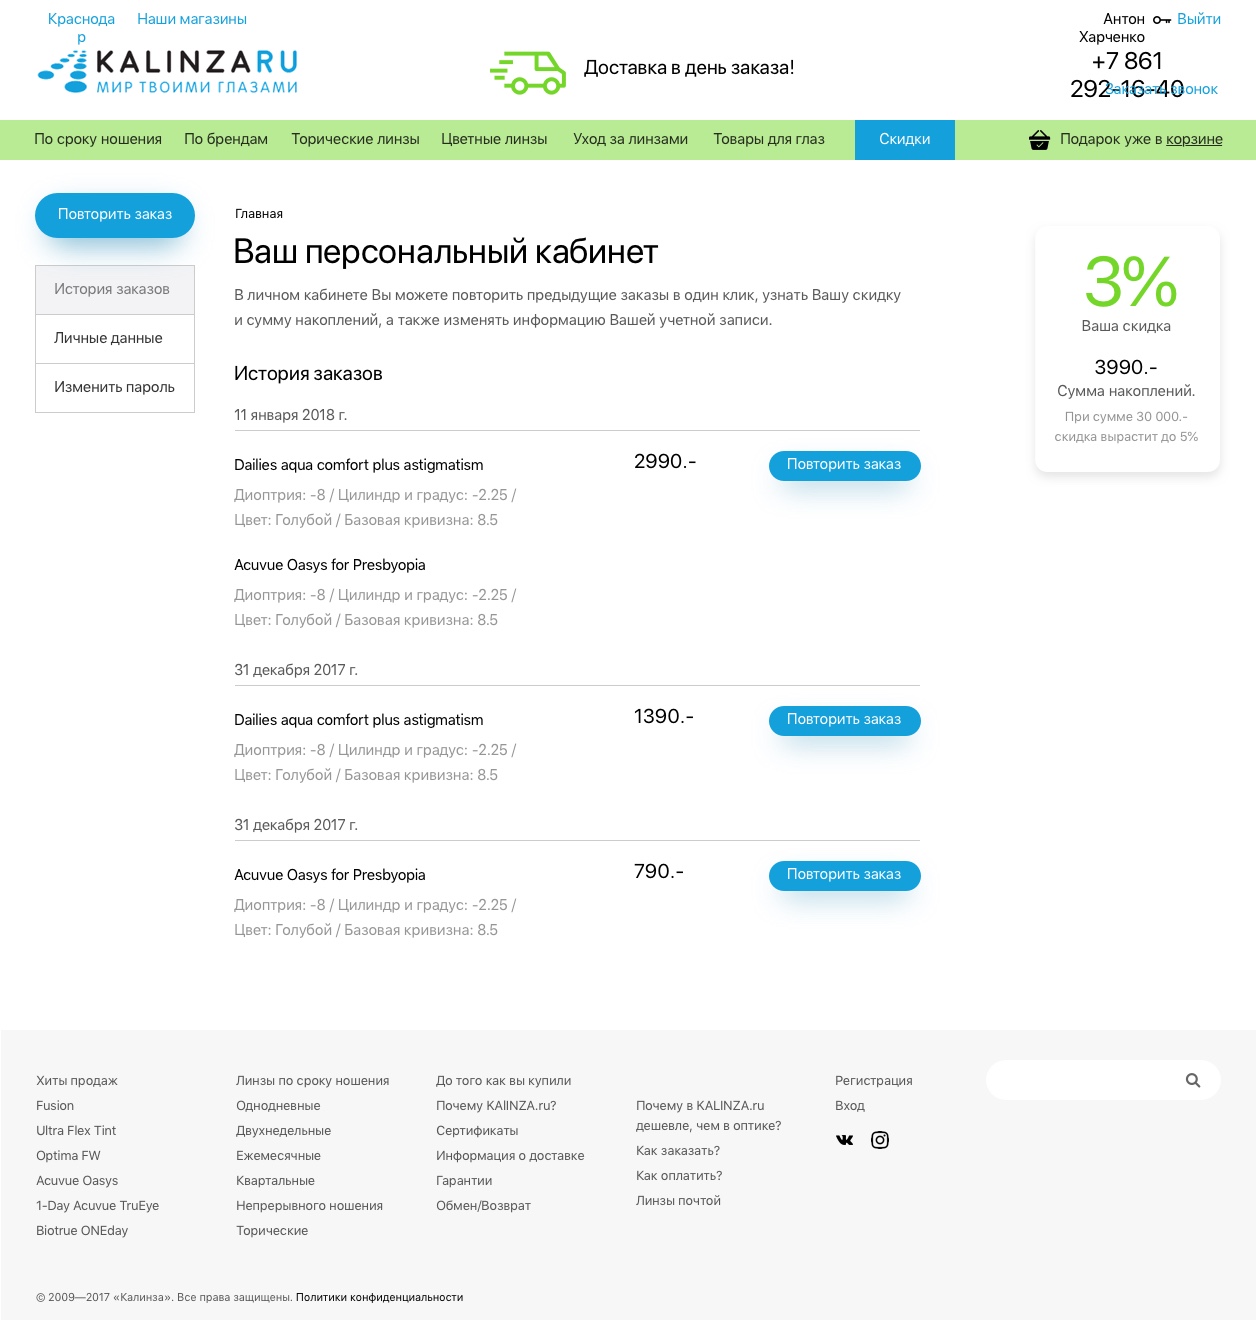 Краснода
р
Наши магазины
Антон
Харченко
Выйти
KALINZARU
МИР ТВОИМИ ГЛАЗАМИ
Доставка в день заказа!
+7 861
292-16-40
Заказать звонок
По сроку ношения
По брендам
Торические линзы
Цветные линзы
Уход за линзами
Товары для глаз
Скидки
Подарок уже в корзине
Повторить заказ
История заказов
Личные данные
Изменить пароль
Главная
Ваш персональный кабинет
В личном кабинете Вы можете повторить предыдущие заказы в один клик, узнать Вашу скидку
и сумму накоплений, а также изменять информацию Вашей учетной записи.
3%
Ваша скидка
3990.-
Сумма накоплений.
При сумме 30 000.-
скидка вырастит до 5%
История заказов
11 января 2018 г.
Dailies aqua comfort plus astigmatism
2990.-
Повторить заказ
Диоптрия: -8 / Цилиндр и градус: -2.25 /
Цвет: Голубой / Базовая кривизна: 8.5
Acuvue Oasys for Presbyopia
Диоптрия: -8 / Цилиндр и градус: -2.25 /
Цвет: Голубой / Базовая кривизна: 8.5
31 декабря 2017 г.
Dailies aqua comfort plus astigmatism
1390.-
Повторить заказ
Диоптрия: -8 / Цилиндр и градус: -2.25 /
Цвет: Голубой / Базовая кривизна: 8.5
31 декабря 2017 г.
Acuvue Oasys for Presbyopia
790.-
Повторить заказ
Диоптрия: -8 / Цилиндр и градус: -2.25 /
Цвет: Голубой / Базовая кривизна: 8.5
Хиты продаж
Fusion
Ultra Flex Tint
Optima FW
Acuvue Oasys
1-Day Acuvue TruEye
Biotrue ONEday
Линзы по сроку ношения
Однодневные
Двухнедельные
Ежемесячные
Квартальные
Непрерывного ношения
Торические
До того как вы купили
Почему KAlINZA.ru?
Сертификаты
Информация о доставке
Гарантии
Обмен/Возврат
Почему в KALINZA.ru
дешевле, чем в оптике?
Как заказать?
Как оплатить?
Линзы почтой
Регистрация
Вход
© 2009—2017 «Калинза». Все права защищены. Политики конфиденциальности